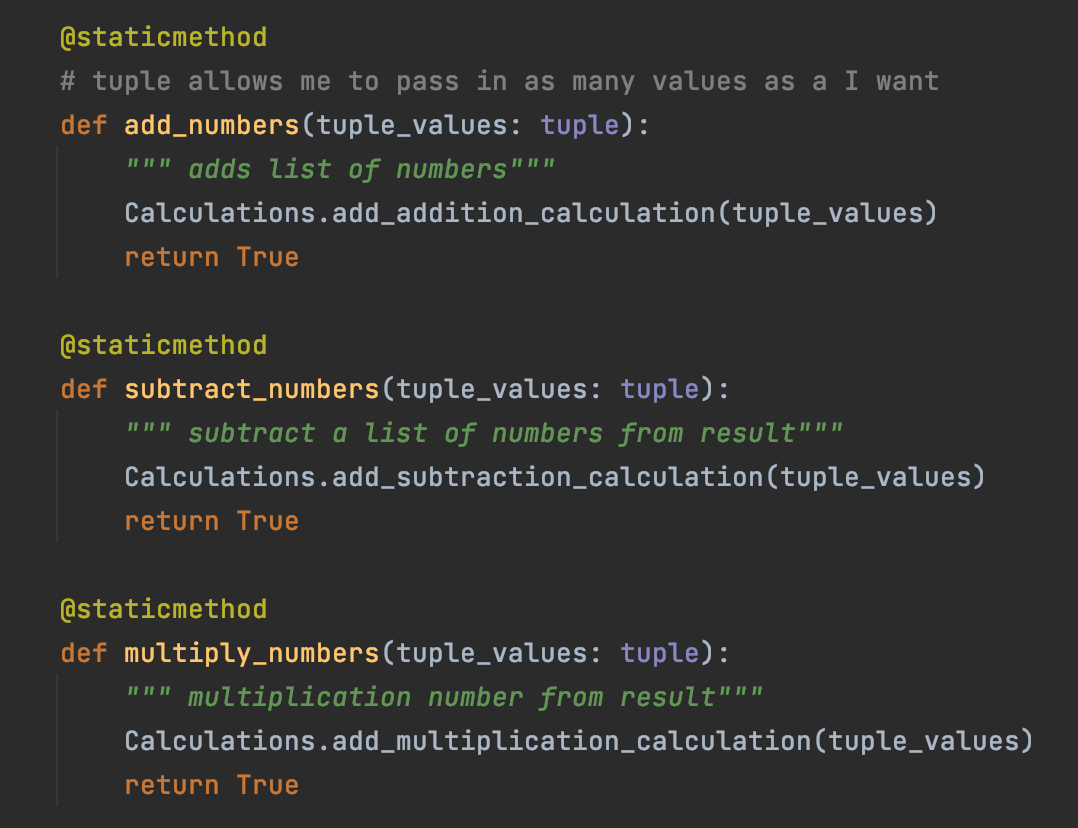 @staticmethod
# tuple allows me to pass in as many values as a I want
def add_numbers(tuple_values: tuple):
""" adds list of numbers"""
Calculations.add_addition_calculation(tuple_values)
return True
@staticmethod
def subtract_numbers(tuple_values: tuple):
""" subtract a list of numbers from result"""
Calculations.add_subtraction_calculation(tuple_values)
return True
@staticmethod
def multiply_numbers(tuple_values: tuple):
""" multiplication number from result"""
Calculations.add_multiplication_calculation(tuple_values)
return True